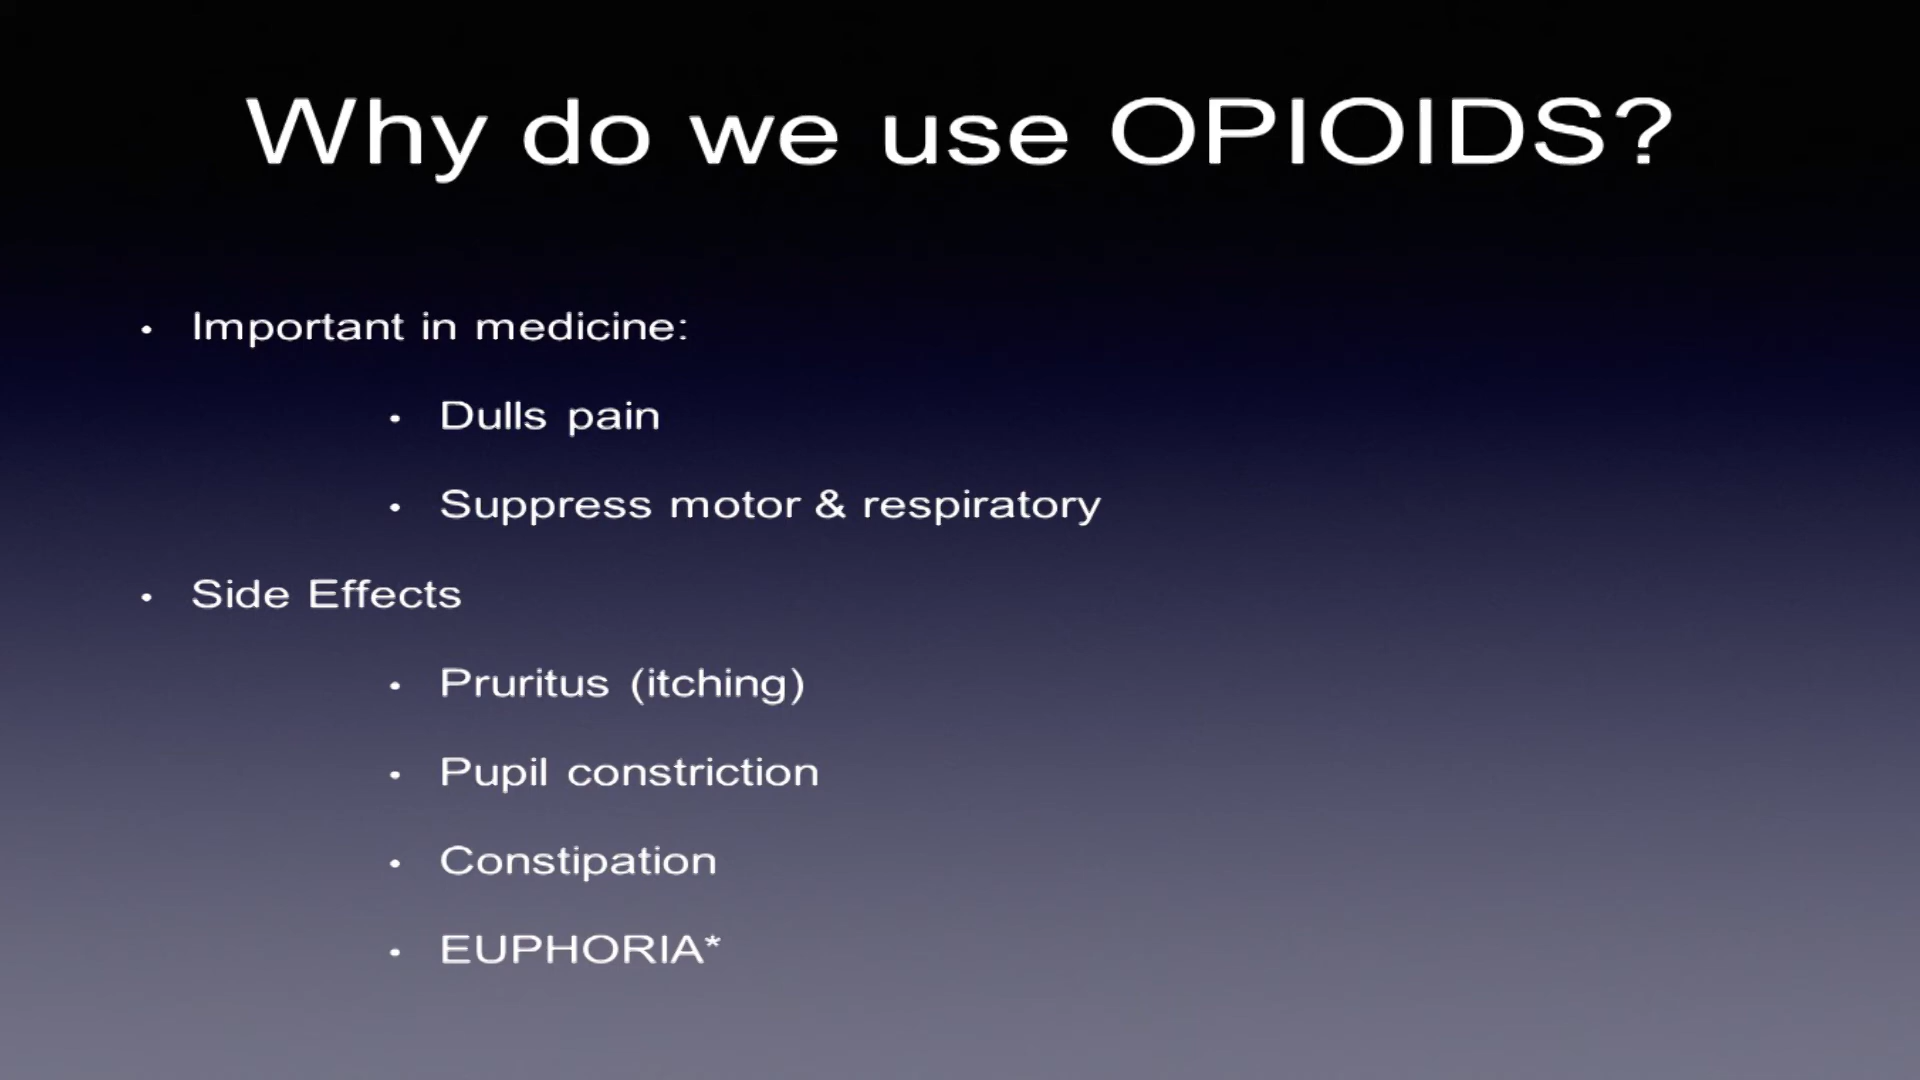 Why do we use OPIOIDS?
• Important in medicine:
• Dulls pain
• Suppress motor & respiratory
• Side Effects
• Pruritus (itching)
• Pupil constriction
• Constipation
• EUPHORIA*